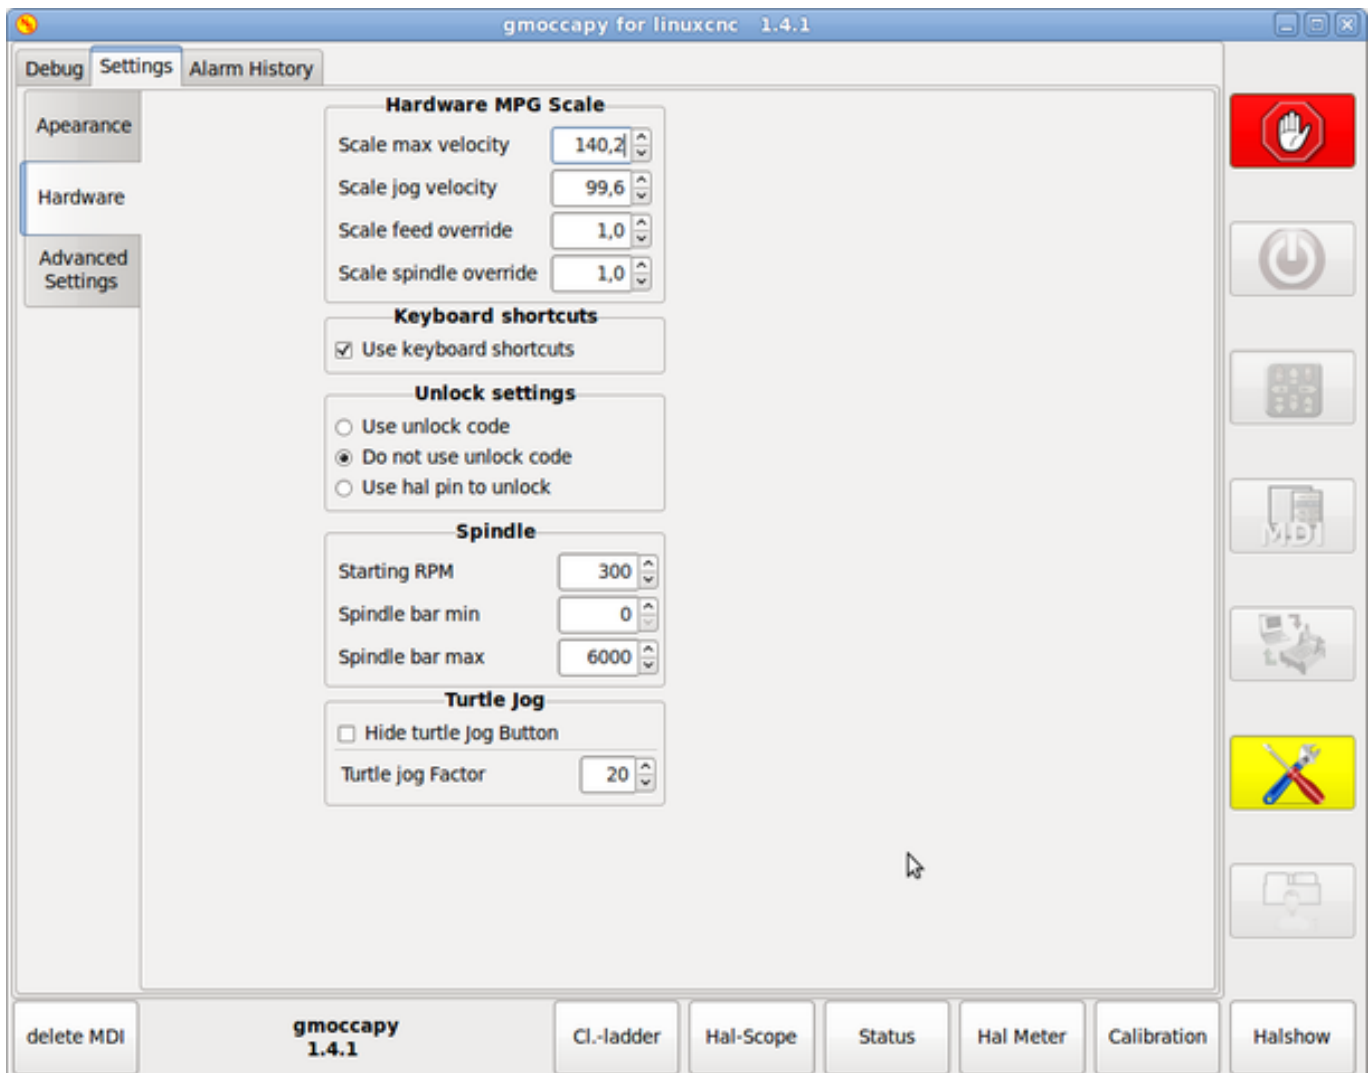 gmoccapy for linuxcnc 1.4.1
Debug
Settings
Alarm History
Apearance
Hardware
Advanced
Settings
Hardware MPG Scale
Scale max velocity 140,2
Scale jog velocity 99,6
Scale feed override 1,0
Scale spindle override 1,0
Keyboard shortcuts
Use keyboard shortcuts
Unlock settings
Use unlock code
Do not use unlock code
Use hal pin to unlock
Spindle
Starting RPM 300
Spindle bar min 0
Spindle bar max 6000
Turtle Jog
Hide turtle Jog Button
Turtle jog Factor 20
MDI
delete MDI
gmoccapy
1.4.1
Cl.-ladder
Hal-Scope
Status
Hal Meter
Calibration
Halshow